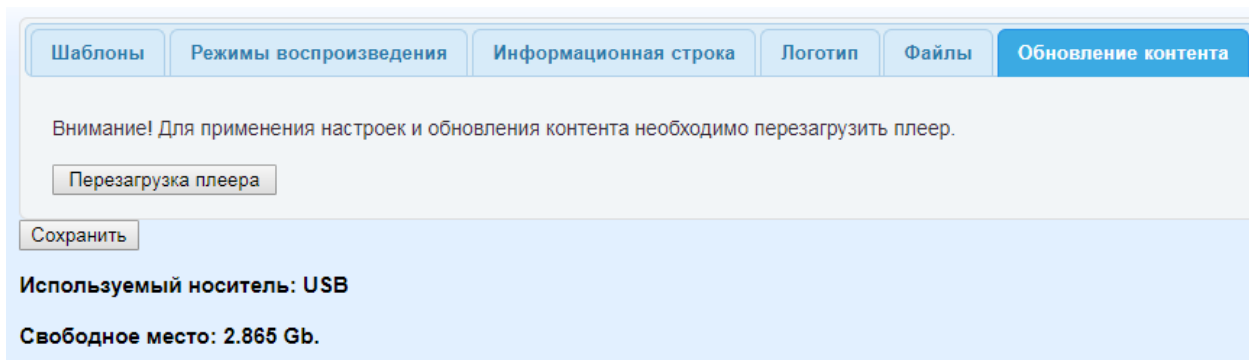 Шаблоны Режимы воспроизведения Информационная строка Логотип Файлы Обновление контента
Внимание! Для применения настроек и обновления контента необходимо перезагрузить плеер.
Перезагрузка плеера
Сохранить
Используемый носитель: USB
Свободное место: 2.865 Gb.